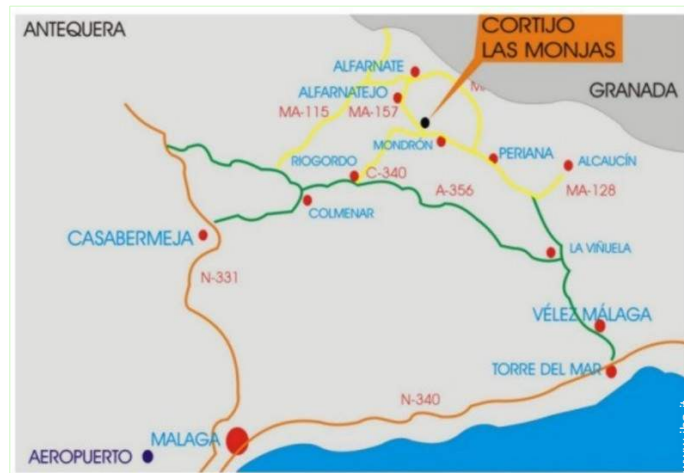 ANTEQUERA
CORTIJO
LAS MONJAS
ALFARNATE
ALFARNATEJO
GRANADA
MA-115
MA-157
MONDRÓN
PERIANA
RIOGORDO
C-340
ALCAUCÍN
A-356
MA-128
COLMENAR
CASABERMEJA
LA VIÑUELA
N-331
VÉLEZ MÁLAGA
TORRE DEL MAR
N-340
MALAGA
AEROPUERTO